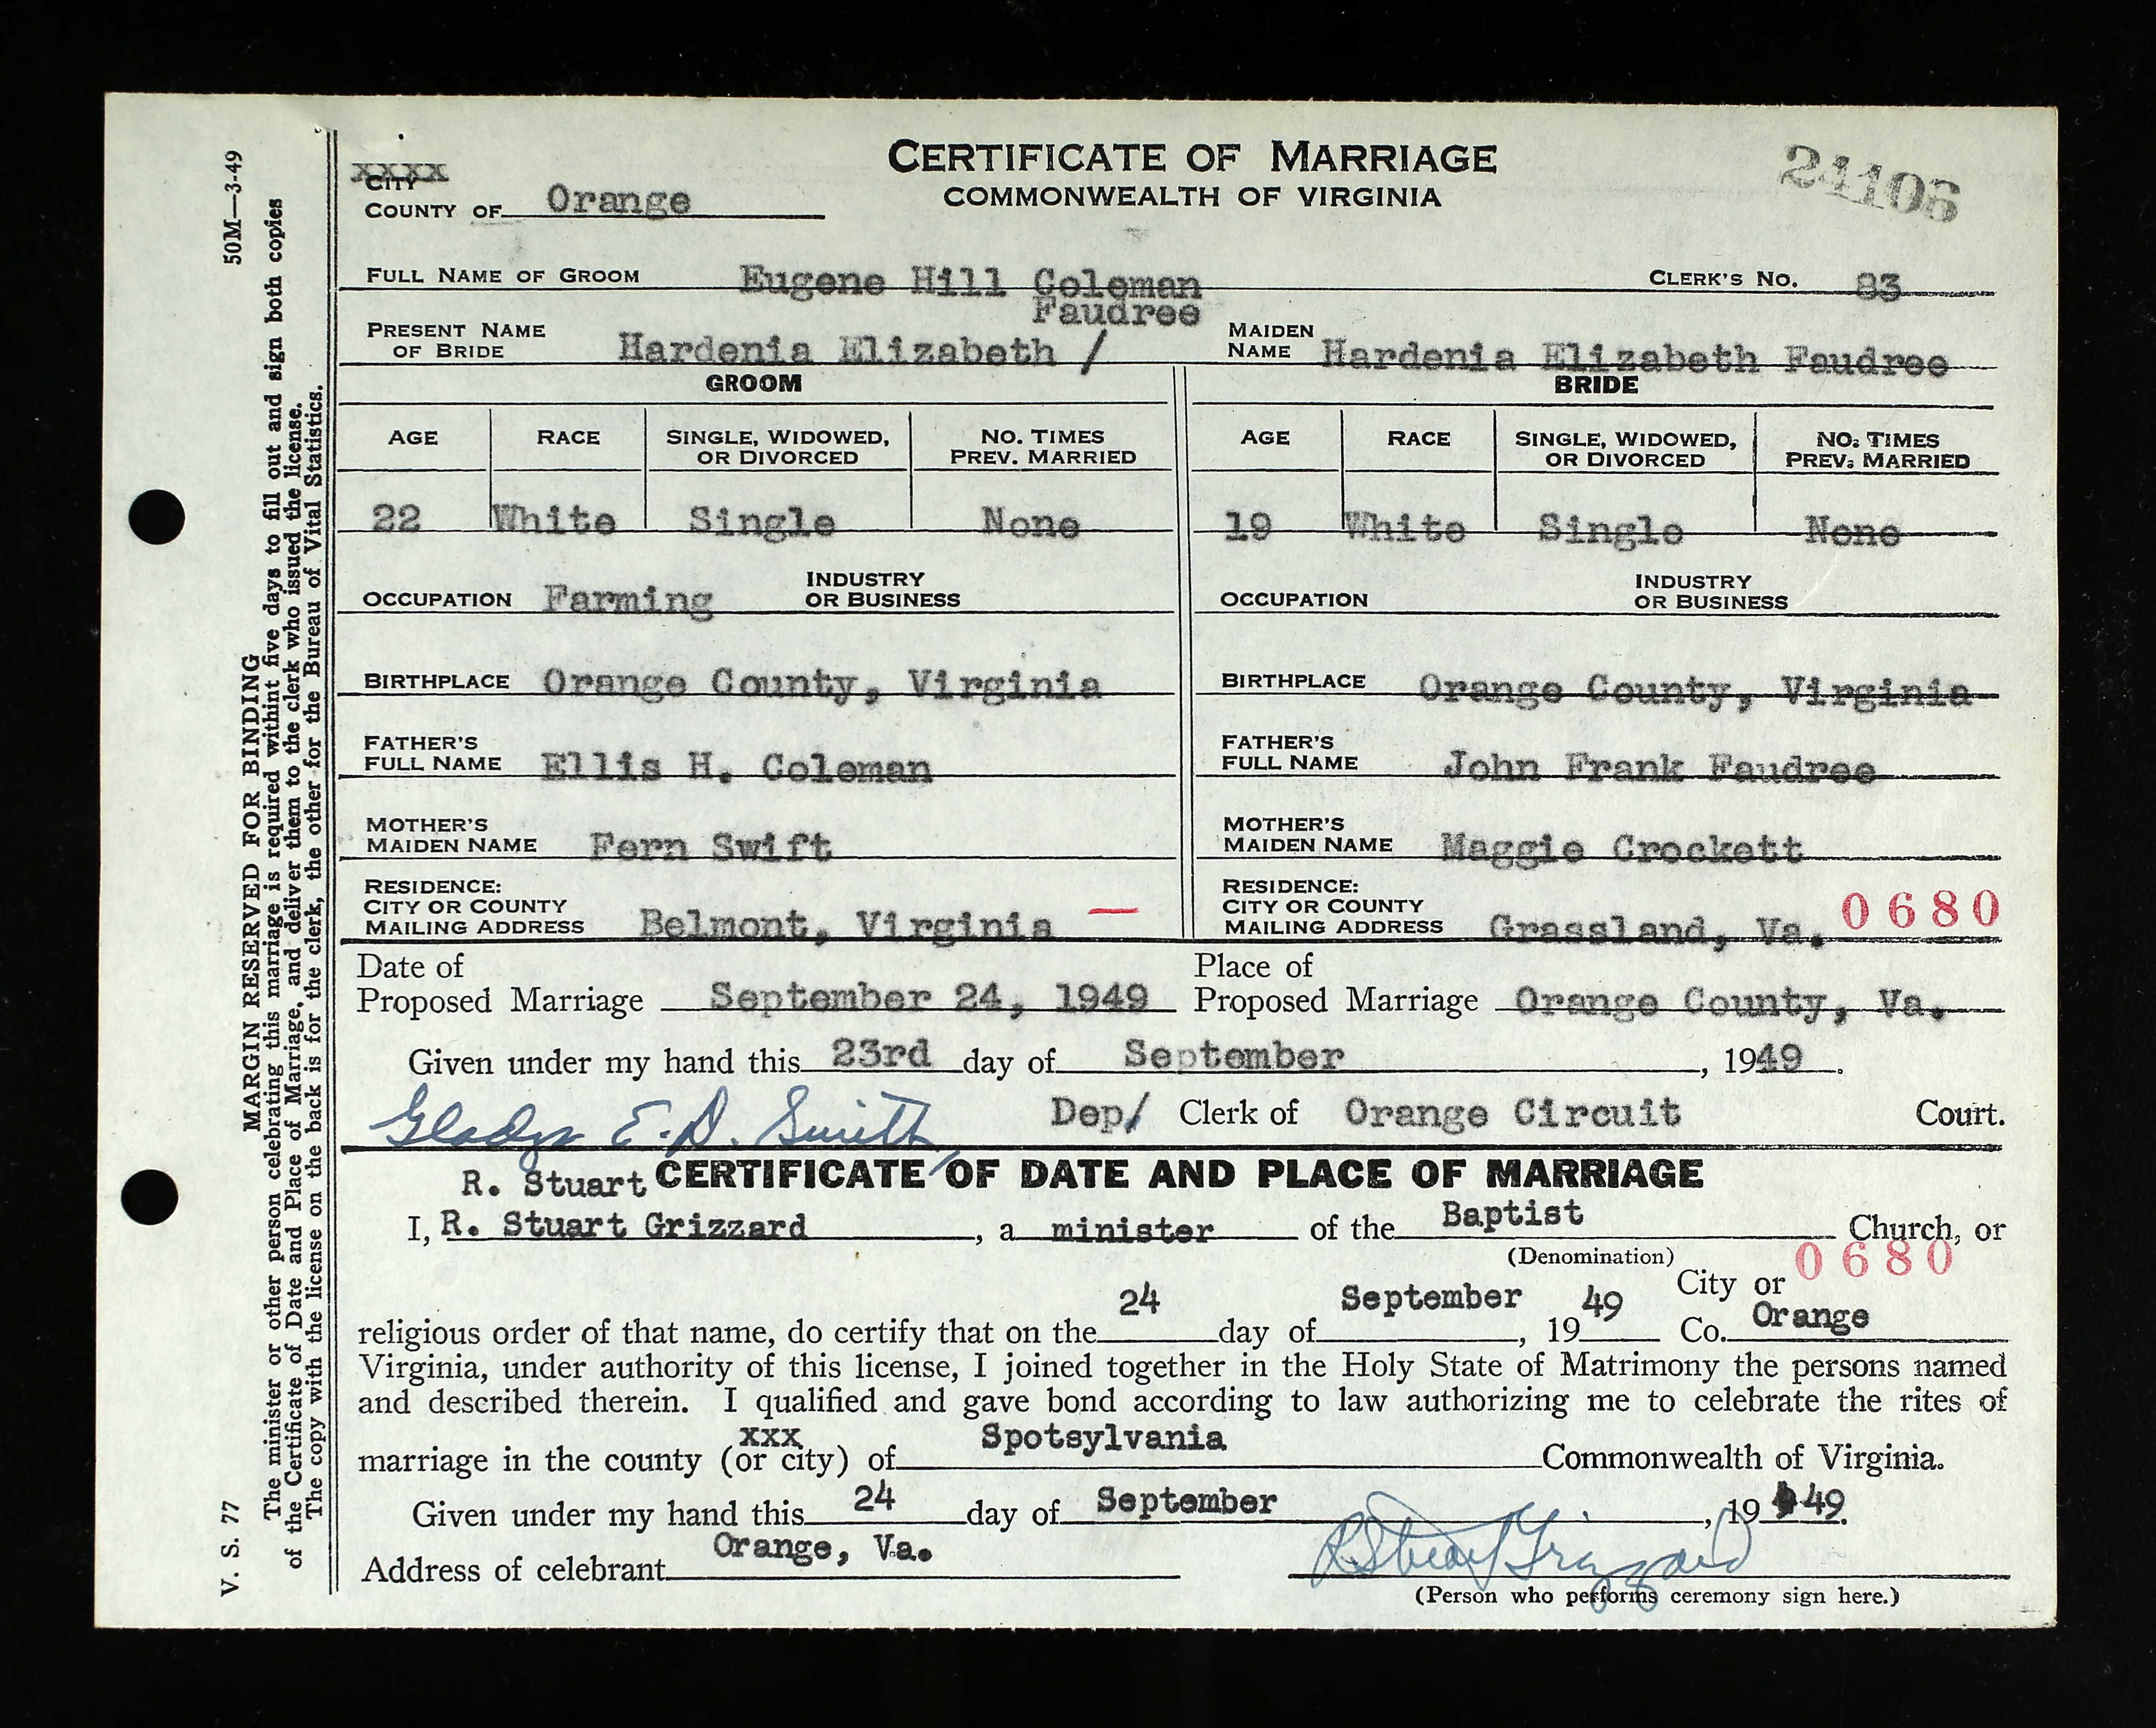 50M—3-49
MARGIN RESERVED FOR BINDING
The minister or other person celebrating this marriage is required withint five days to fill out and sign both copies
of the Certificate of Date and Place of Marriage, and deliver them to the clerk who issued the license.
The copy with the license on the back is for the clerk, the other for the Bureau of Vital Statistics.
V. S. 77
CERTIFICATE OF MARRIAGE
COMMONWEALTH OF VIRGINIA
24106
xxxx
CITY
COUNTY OF Orange
FULL NAME OF GROOM Eugene Hill Coleman CLERK'S NO. 83
Faudree
PRESENT NAME OF BRIDE Hardenia Elizabeth / MAIDEN NAME Hardenia Elizabeth Faudree
GROOM BRIDE
AGE RACE SINGLE, WIDOWED, OR DIVORCED NO. TIMES PREV. MARRIED AGE RACE SINGLE, WIDOWED, OR DIVORCED NO. TIMES PREV. MARRIED
22 White Single None 19 White Single None
OCCUPATION Farming INDUSTRY OR BUSINESS OCCUPATION INDUSTRY OR BUSINESS
BIRTHPLACE Orange County, Virginia BIRTHPLACE Orange County, Virginia
FATHER'S FULL NAME Ellis H. Coleman FATHER'S FULL NAME John Frank Faudree
MOTHER'S MAIDEN NAME Fern Swift MOTHER'S MAIDEN NAME Maggie Crockett
RESIDENCE: CITY OR COUNTY MAILING ADDRESS Belmont, Virginia — RESIDENCE: CITY OR COUNTY MAILING ADDRESS Grassland, Va. 0680
Date of Proposed Marriage September 24, 1949 Place of Proposed Marriage Orange County, Va.
Given under my hand this 23rd day of September, 1949.
Gladys E. D. Smith, Dep/ Clerk of Orange Circuit Court.
R. Stuart CERTIFICATE OF DATE AND PLACE OF MARRIAGE
I, R. Stuart Grizzard, a minister of the Baptist Church, or
(Denomination) 0680
religious order of that name, do certify that on the 24 day of September, 1949 City or Co. Orange
Virginia, under authority of this license, I joined together in the Holy State of Matrimony the persons named
and described therein. I qualified and gave bond according to law authorizing me to celebrate the rites of
xxx
marriage in the county (or city) of Spotsylvania Commonwealth of Virginia.
Given under my hand this 24 day of September, 19 49.
Address of celebrant Orange, Va. R Stuart Grizzard
(Person who performs ceremony sign here.)